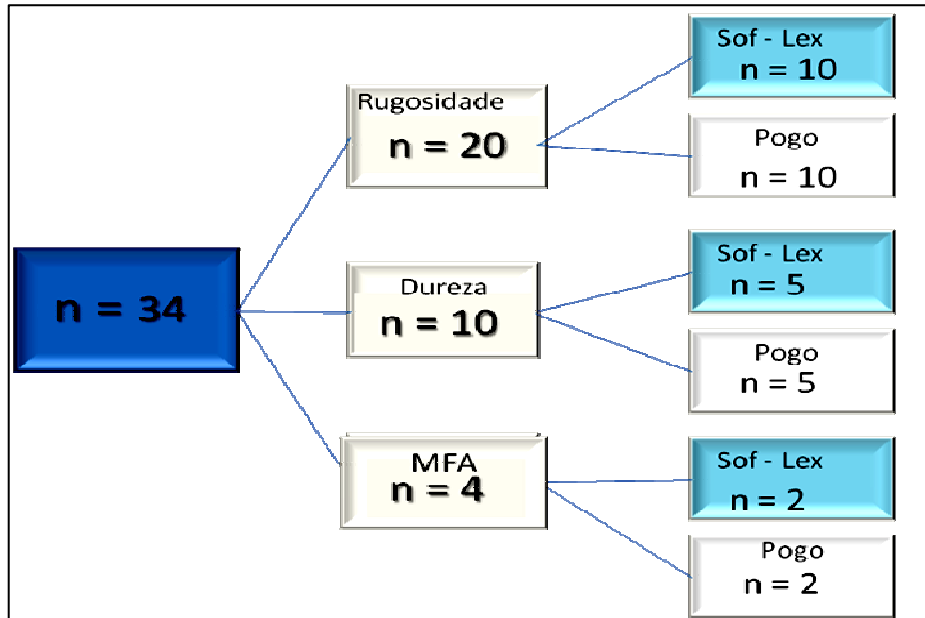 n = 34
Rugosidade
n = 20
Sof - Lex
n = 10
Pogo
n = 10
Dureza
n = 10
Sof - Lex
n = 5
Pogo
n = 5
MFA
n = 4
Sof - Lex
n = 2
Pogo
n = 2